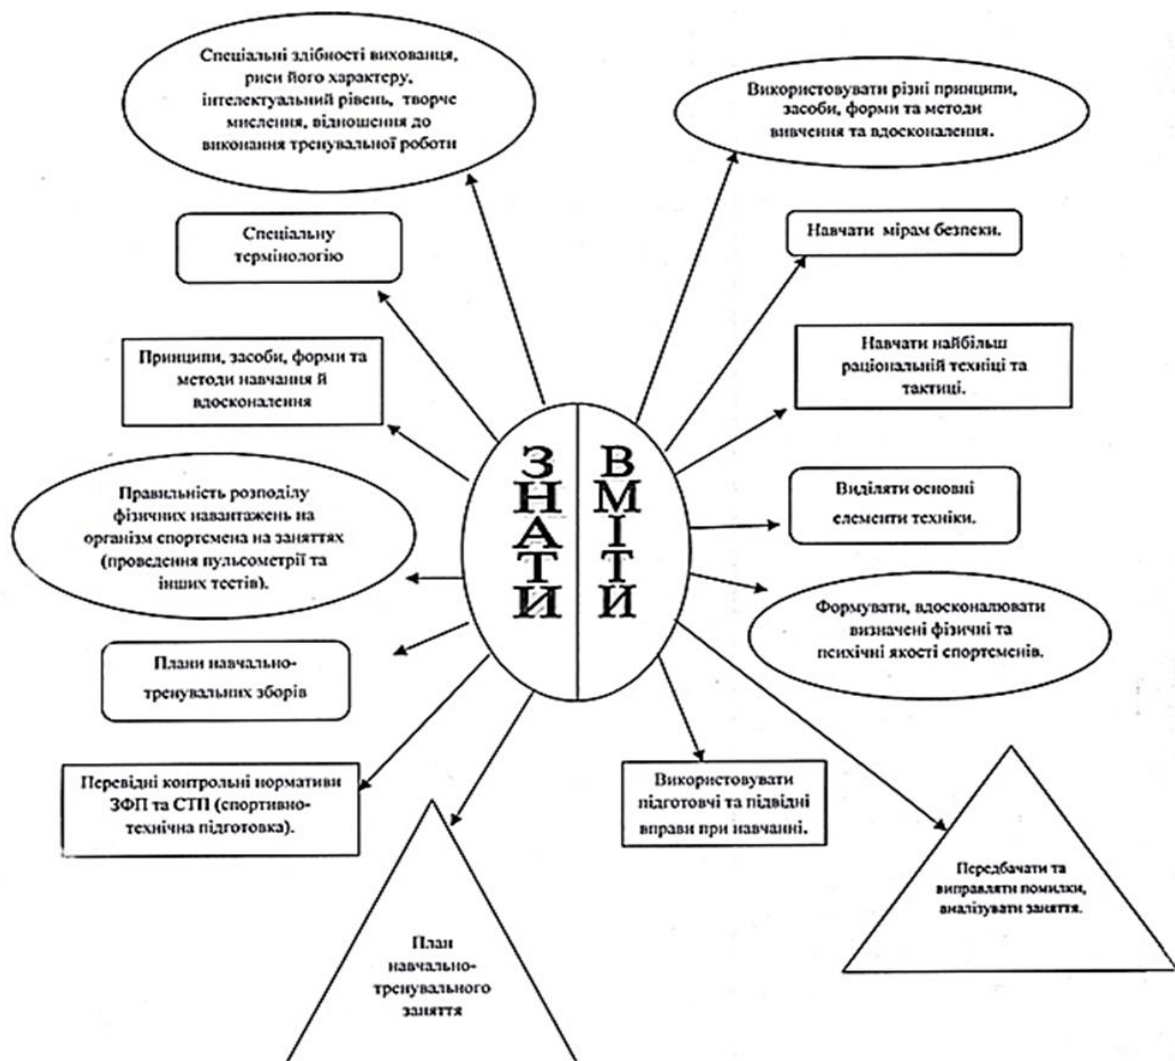 Спеціальні здібності вихованця,
риси його характеру,
інтелектуальний рівень, творче
мислення, відношення до
виконання тренувальної роботи
Спеціальну
термінологію
Принципи, засоби, форми та
методи навчання й
вдосконалення
Правильність розподілу
фізичних навантажень на
організм спортсмена на заняттях
(проведення пульсометрії та
інших тестів).
Плани навчально-
тренувальних зборів
Перевідні контрольні нормативи
ЗФП та СТП (спортивно-
технічна підготовка).
План
навчально-
тренувального
заняття
ЗНАТИ
ВМІТИ
Використовувати різні принципи,
засоби, форми та методи
вивчення та вдосконалення.
Навчати мірам безпеки.
Навчати найбільш
раціональній техніці та
тактиці.
Виділяти основні
елементи техніки.
Формувати, вдосконалювати
визначені фізичні та
психічні якості спортсменів.
Використовувати
підготовчі та підвідні
вправи при навчанні.
Передбачати та
виправляти помилки,
аналізувати заняття.